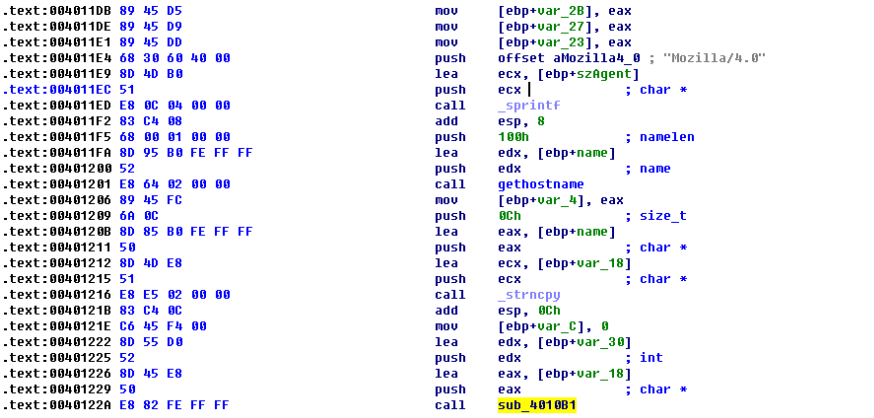 .text:004011DB 89 45 D5 mov [ebp+var_2B], eax
.text:004011DE 89 45 D9 mov [ebp+var_27], eax
.text:004011E1 89 45 DD mov [ebp+var_23], eax
.text:004011E4 68 30 60 40 00 push offset aMozilla4_0 ; "Mozilla/4.0"
.text:004011E9 8D 4D B0 lea ecx, [ebp+szAgent]
.text:004011EC 51 push ecx ; char *
.text:004011ED E8 0C 04 00 00 call _sprintf
.text:004011F2 83 C4 08 add esp, 8
.text:004011F5 68 00 01 00 00 push 100h ; namelen
.text:004011FA 8D 95 B0 FE FF FF lea edx, [ebp+name]
.text:00401200 52 push edx ; name
.text:00401201 E8 64 02 00 00 call gethostname
.text:00401206 89 45 FC mov [ebp+var_4], eax
.text:00401209 6A 0C push 0Ch ; size_t
.text:0040120B 8D 85 B0 FE FF FF lea eax, [ebp+name]
.text:00401211 50 push eax ; char *
.text:00401212 8D 4D E8 lea ecx, [ebp+var_18]
.text:00401215 51 push ecx ; char *
.text:00401216 E8 E5 02 00 00 call _strncpy
.text:0040121B 83 C4 0C add esp, 0Ch
.text:0040121E C6 45 F4 00 mov [ebp+var_C], 0
.text:00401222 8D 55 D0 lea edx, [ebp+var_30]
.text:00401225 52 push edx ; int
.text:00401226 8D 45 E8 lea eax, [ebp+var_18]
.text:00401229 50 push eax ; char *
.text:0040122A E8 82 FE FF FF call sub_4010B1